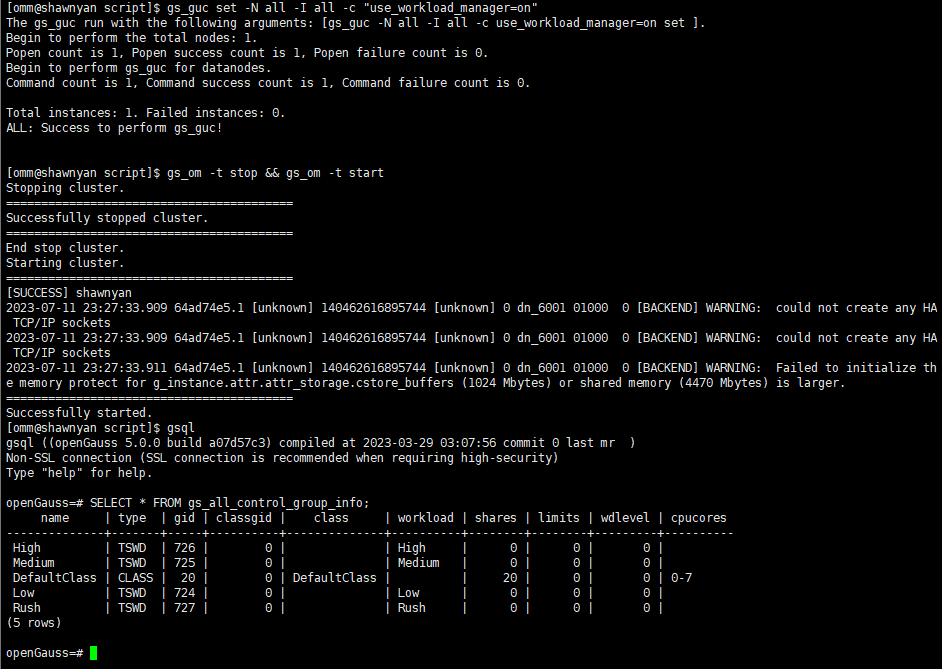 [omm@shawnyan script]$ gs_guc set -N all -I all -c "use_workload_manager=on"
The gs_guc run with the following arguments: [gs_guc -N all -I all -c use_workload_manager=on set ].
Begin to perform the total nodes: 1.
Popen count is 1, Popen success count is 1, Popen failure count is 0.
Begin to perform gs_guc for datanodes.
Command count is 1, Command success count is 1, Command failure count is 0.

Total instances: 1. Failed instances: 0.
ALL: Success to perform gs_guc!


[omm@shawnyan script]$ gs_om -t stop && gs_om -t start
Stopping cluster.
=========================================
Successfully stopped cluster.
=========================================
End stop cluster.
Starting cluster.
=========================================
[SUCCESS] shawnyan
2023-07-11 23:27:33.909 64ad74e5.1 [unknown] 140462616895744 [unknown] 0 dn_6001 01000  0 [BACKEND] WARNING:  could not create any HA
 TCP/IP sockets
2023-07-11 23:27:33.909 64ad74e5.1 [unknown] 140462616895744 [unknown] 0 dn_6001 01000  0 [BACKEND] WARNING:  could not create any HA
 TCP/IP sockets
2023-07-11 23:27:33.911 64ad74e5.1 [unknown] 140462616895744 [unknown] 0 dn_6001 01000  0 [BACKEND] WARNING:  Failed to initialize th
e memory protect for g_instance.attr.attr_storage.cstore_buffers (1024 Mbytes) or shared memory (4470 Mbytes) is larger.
=========================================
Successfully started.
[omm@shawnyan script]$ gsql
gsql ((openGauss 5.0.0 build a07d57c3) compiled at 2023-03-29 03:07:56 commit 0 last mr  )
Non-SSL connection (SSL connection is recommended when requiring high-security)
Type "help" for help.

openGauss=# SELECT * FROM gs_all_control_group_info;
     name     | type  | gid | classgid |    class     | workload | shares | limits | wdlevel | cpucores
--------------+-------+-----+----------+--------------+----------+--------+--------+---------+----------
 High         | TSWD  | 726 |        0 |              | High     |      0 |      0 |       0 |
 Medium       | TSWD  | 725 |        0 |              | Medium   |      0 |      0 |       0 |
 DefaultClass | CLASS |  20 |        0 | DefaultClass |          |     20 |      0 |       0 | 0-7
 Low          | TSWD  | 724 |        0 |              | Low      |      0 |      0 |       0 |
 Rush         | TSWD  | 727 |        0 |              | Rush     |      0 |      0 |       0 |
(5 rows)

openGauss=#